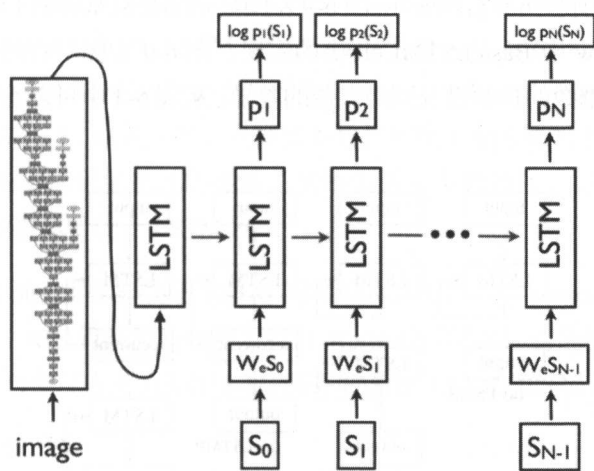 log p₁(S₁) log p₂(S₂) log pN(SN)
p₁ p₂ pN
LSTM LSTM LSTM LSTM
WeS₀ WeS₁ WeSN-1
image S₀ S₁ SN-1